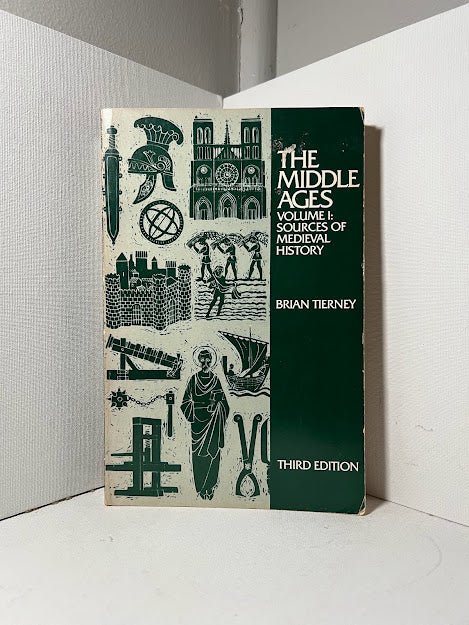 THE
MIDDLE
AGES
VOLUME I:
SOURCES OF
MEDIEVAL
HISTORY
BRIAN TIERNEY
THIRD EDITION